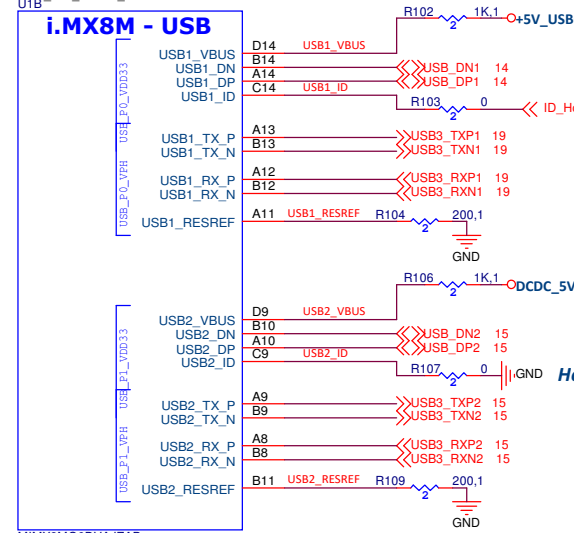 U1B
i.MX8M - USB
R102 1K,1 +5V_USB
2
USB1_VBUS D14 USB1_VBUS
USB1_DN B14 USB_DN1 14
USB1_DP A14 USB_DP1 14
USB1_ID C14 USB1_ID
R103 0 ID_H
2
USB_P0_VDD33
USB1_TX_P A13 USB3_TXP1 19
USB1_TX_N B13 USB3_TXN1 19
USB1_RX_P A12 USB3_RXP1 19
USB1_RX_N B12 USB3_RXN1 19
USB_P0_VPH
USB1_RESREF A11 USB1_RESREF R104 200,1
2
GND
R106 1K,1 DCDC_5V
2
USB2_VBUS D9 USB2_VBUS
USB2_DN B10 USB_DN2 15
USB2_DP A10 USB_DP2 15
USB2_ID C9 USB2_ID
R107 0 GND H
2
USB_P1_VDD33
USB2_TX_P A9 USB3_TXP2 15
USB2_TX_N B9 USB3_TXN2 15
USB2_RX_P A8 USB3_RXP2 15
USB2_RX_N B8 USB3_RXN2 15
USB_P1_VPH
USB2_RESREF B11 USB2_RESREF R109 200,1
2
GND